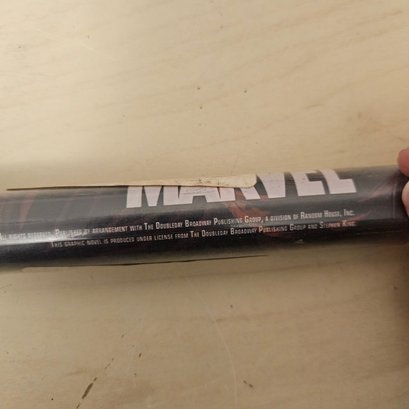 MARVEL
ALL RIGHTS RESERVED. PUBLISHED BY ARRANGEMENT WITH THE DOUBLEDAY BROADWAY PUBLISHING GROUP, A DIVISION OF RANDOM HOUSE, INC.
THIS GRAPHIC NOVEL IS PRODUCED UNDER LICENSE FROM THE DOUBLEDAY BROADWAY PUBLISHING GROUP AND STEPHEN KING.